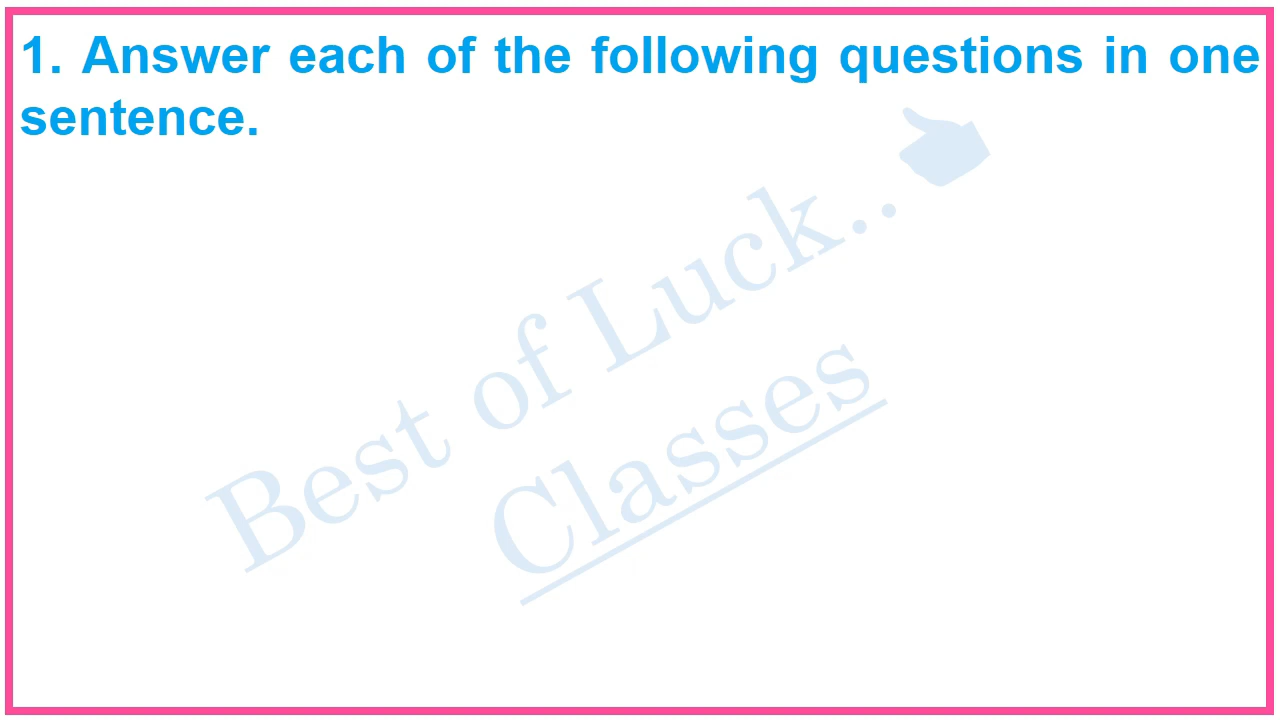 1. Answer each of the following questions in one
sentence.
Best of Luck..
Classes